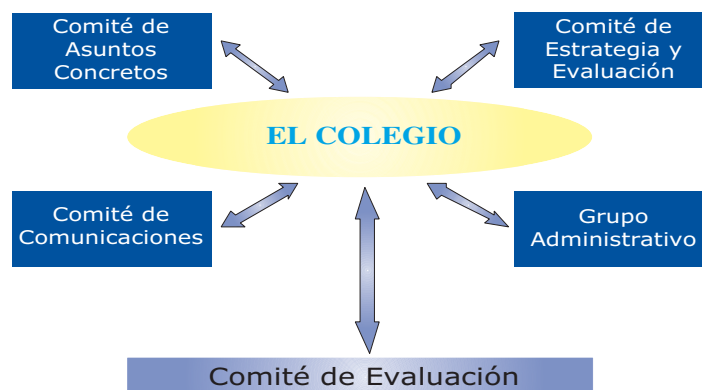 Comité de
Asuntos
Concretos
Comité de
Estrategia y
Evaluación
EL COLEGIO
Comité de
Comunicaciones
Grupo
Administrativo
Comité de Evaluación